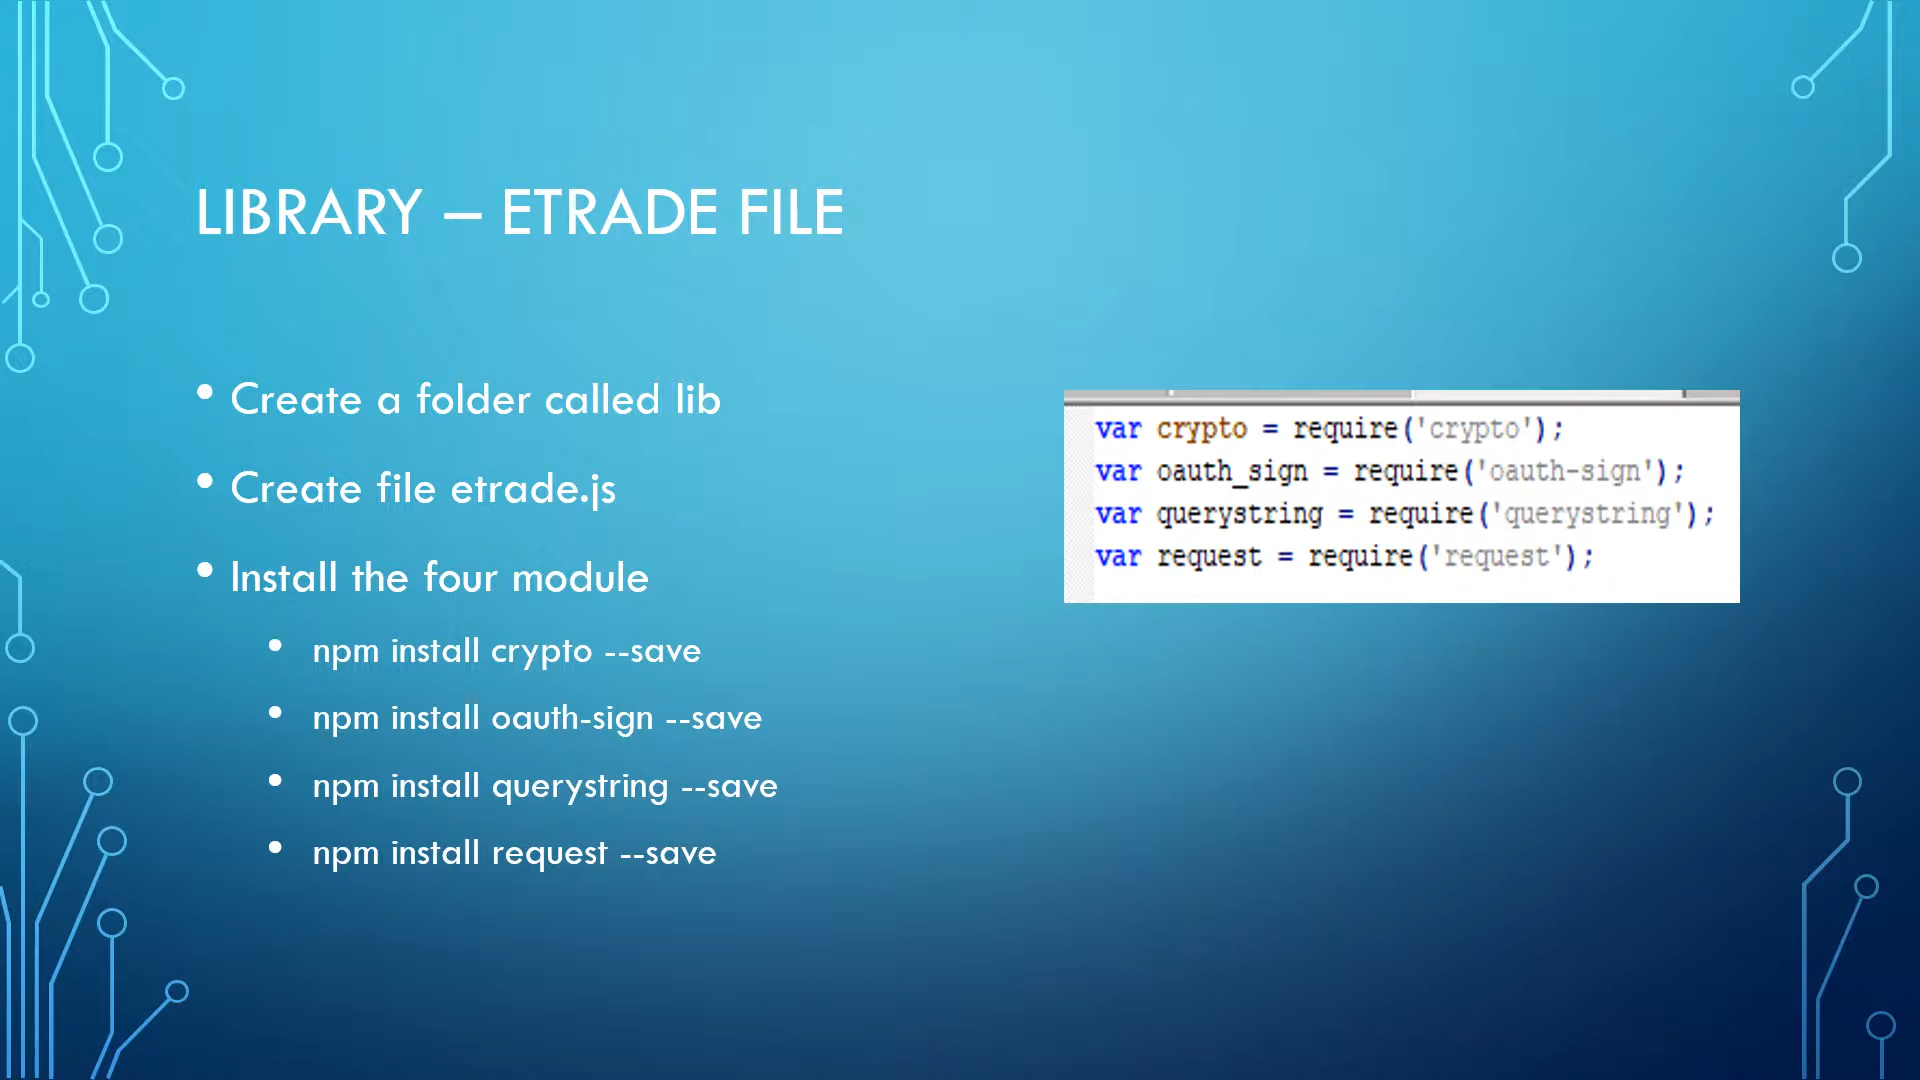 LIBRARY – ETRADE FILE
• Create a folder called lib
• Create file etrade.js
• Install the four module
• npm install crypto --save
• npm install oauth-sign --save
• npm install querystring --save
• npm install request --save
var crypto = require('crypto');
var oauth_sign = require('oauth-sign');
var querystring = require('querystring');
var request = require('request');